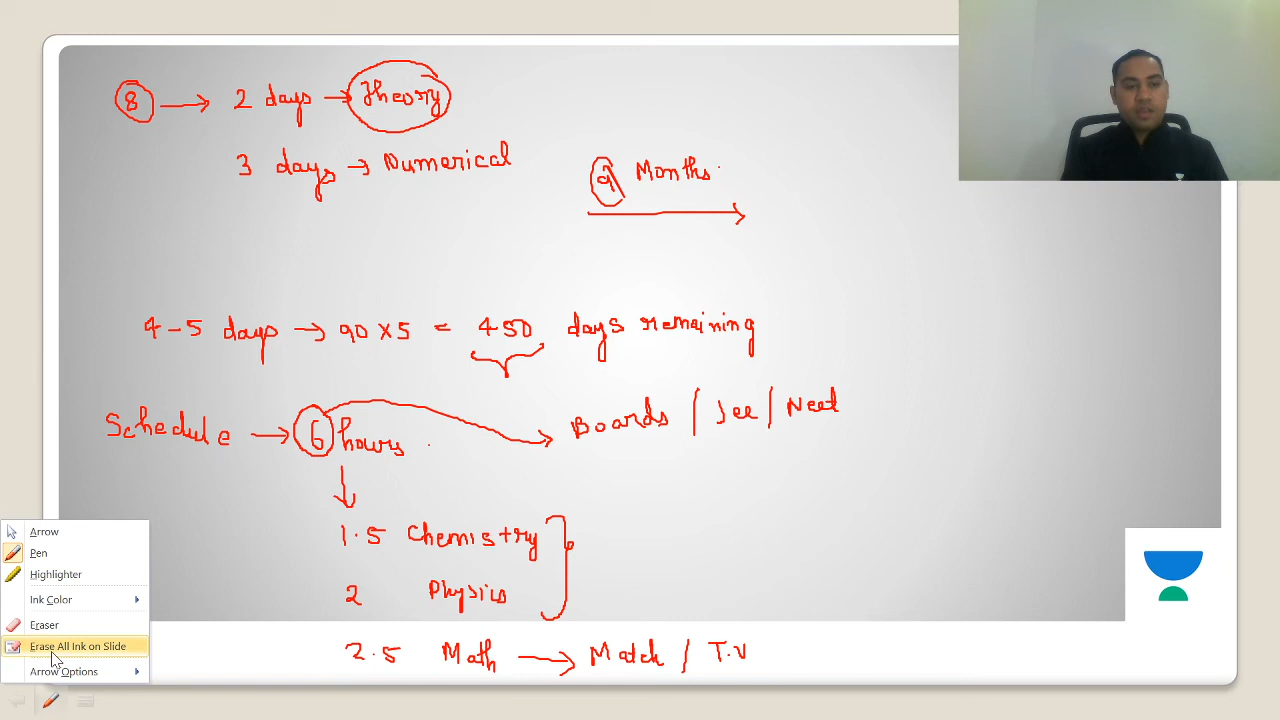 8 → 2 days → Theory
3 days → Numerical
9 Months
4-5 days → 90 x 5 = 450 days remaining
Schedule → 6 hours
Boards / Jee / Neet
1.5 Chemistry
2 Physics
2.5 Math → Match / T.V
Arrow
Pen
Highlighter
Ink Color
Eraser
Erase All Ink on Slide
Arrow Options